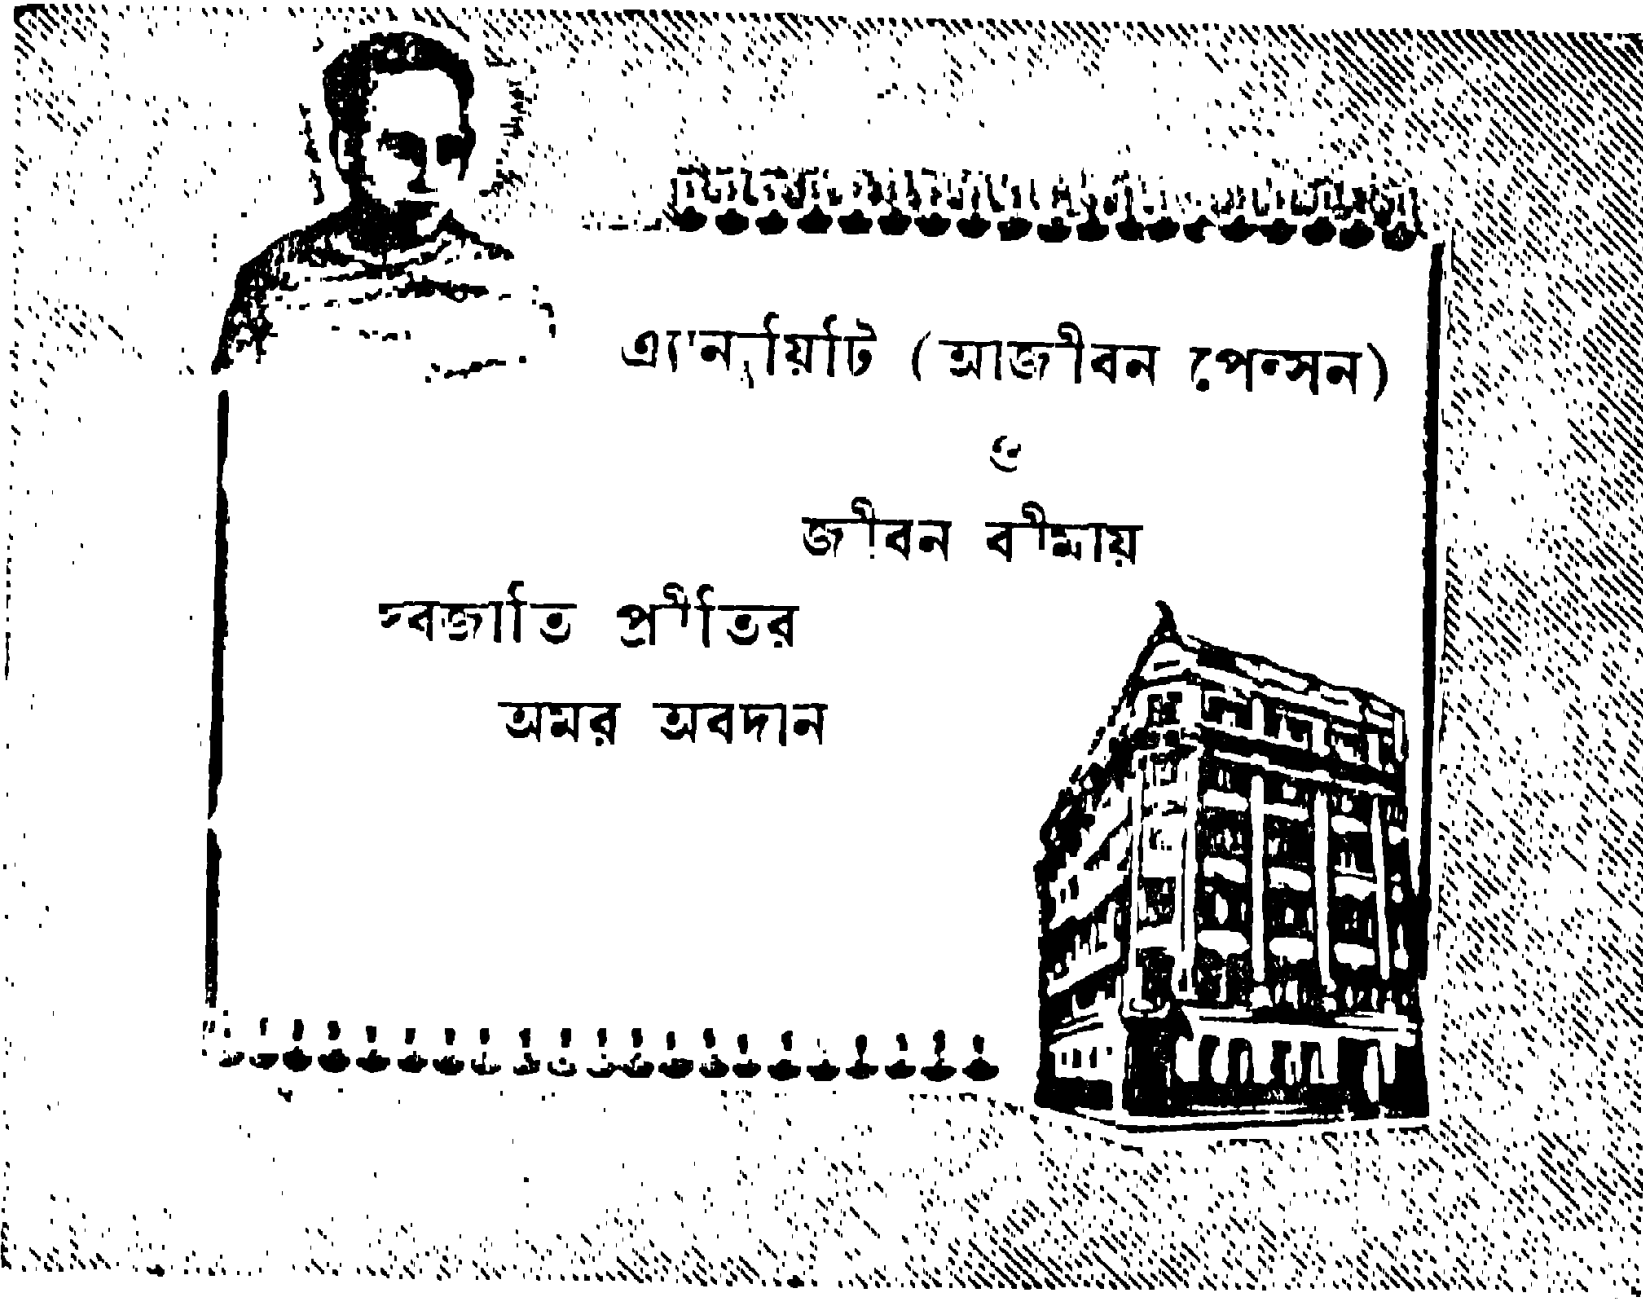 এ্যানুয়িটি (আজীবন পেন্সন)
ও
জীবন বীমায়
স্বজাতি প্রীতির
অমর অবদান